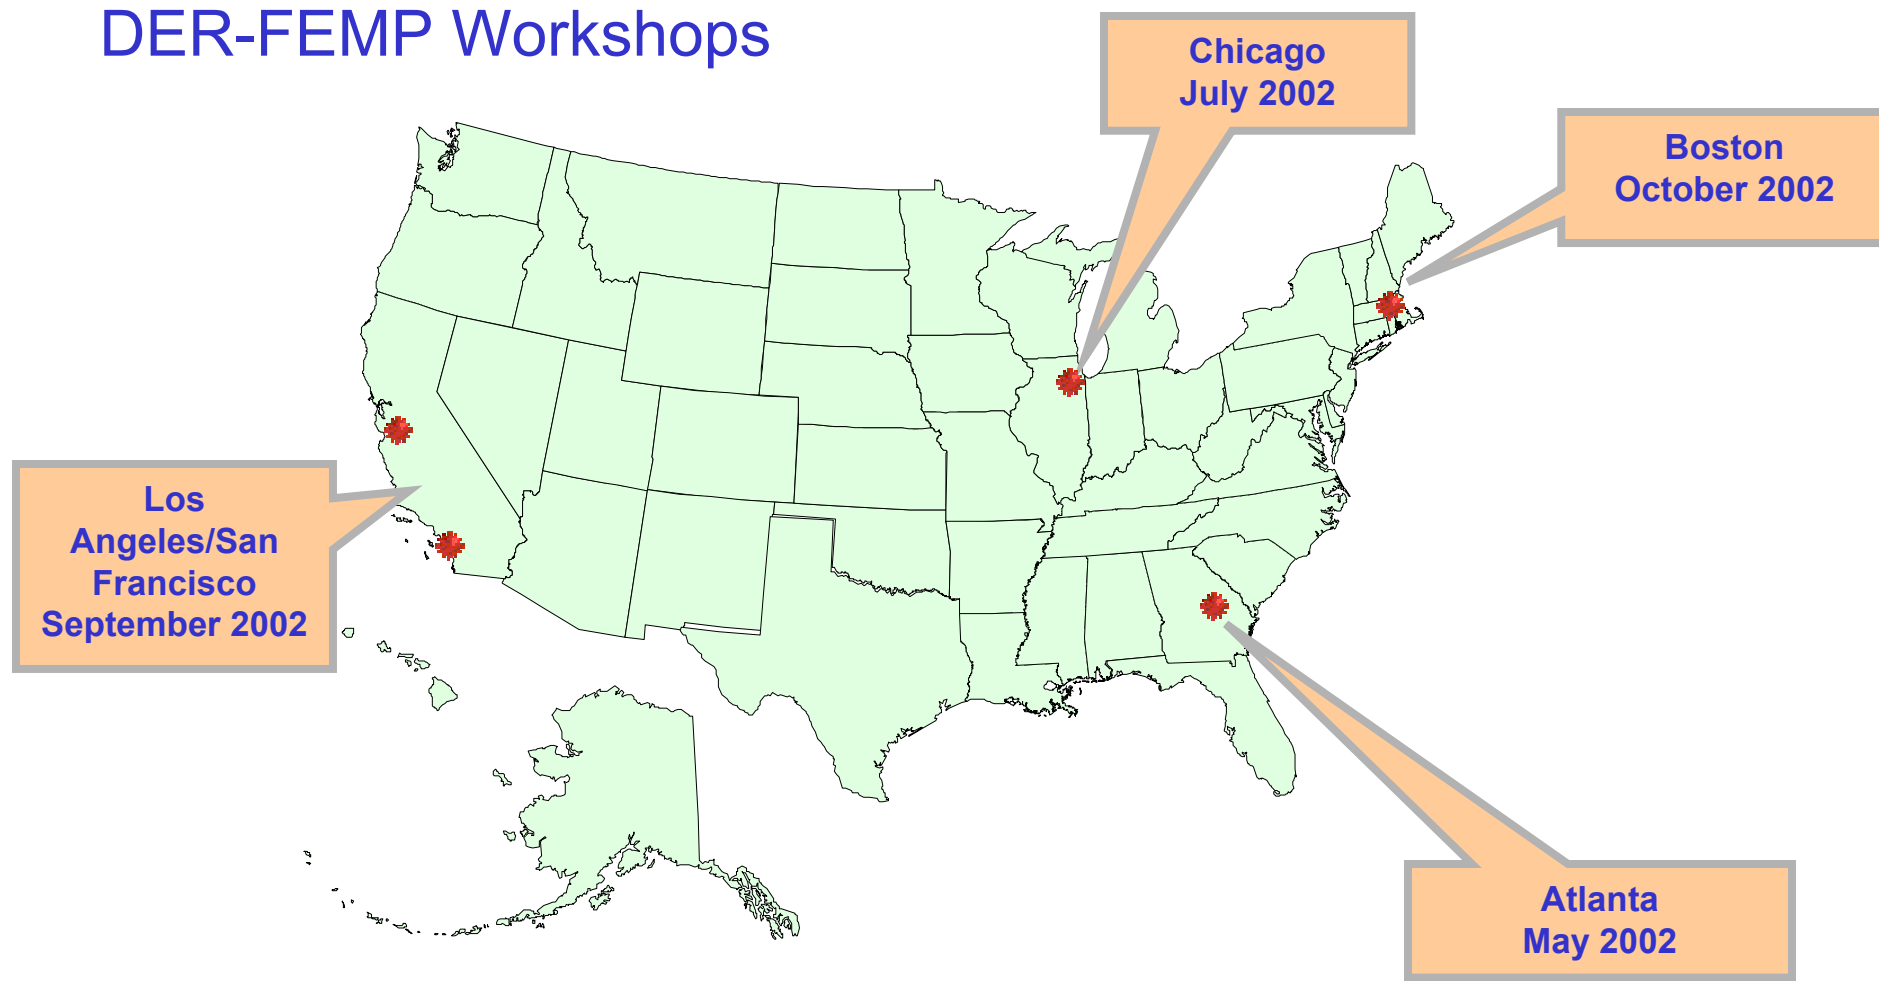 DER-FEMP Workshops
Chicago
July 2002
Boston
October 2002
Los
Angeles/San
Francisco
September 2002
Atlanta
May 2002